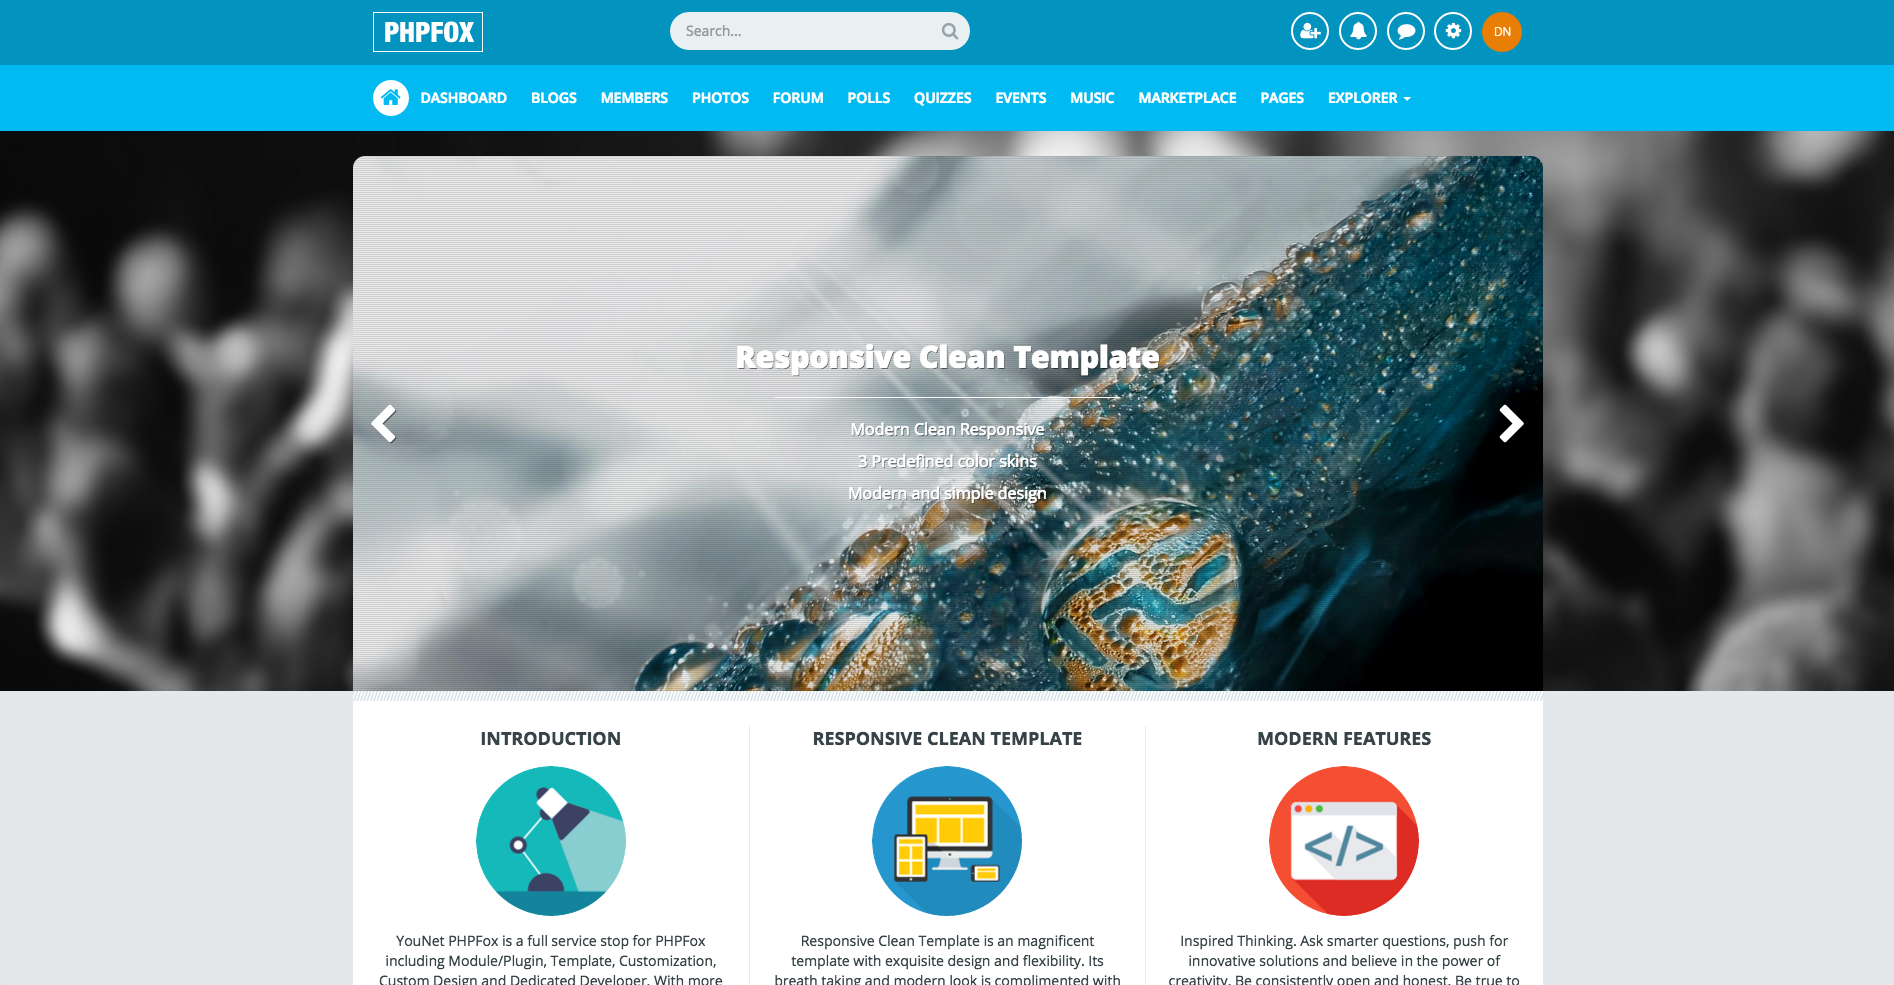 PHPFOX
Search...
DN
DASHBOARD BLOGS MEMBERS PHOTOS FORUM POLLS QUIZZES EVENTS MUSIC MARKETPLACE PAGES EXPLORER
Responsive Clean Template
Modern Clean Responsive
3 Predefined color skins
Modern and simple design
INTRODUCTION
YouNet PHPFox is a full service stop for PHPFox
including Module/Plugin, Template, Customization,
Custom Design and Dedicated Developer. With more
RESPONSIVE CLEAN TEMPLATE
Responsive Clean Template is an magnificent
template with exquisite design and flexibility. Its
breath taking and modern look is complimented with
MODERN FEATURES
</>
Inspired Thinking. Ask smarter questions, push for
innovative solutions and believe in the power of
creativity. Be consistently open and honest. Be true to